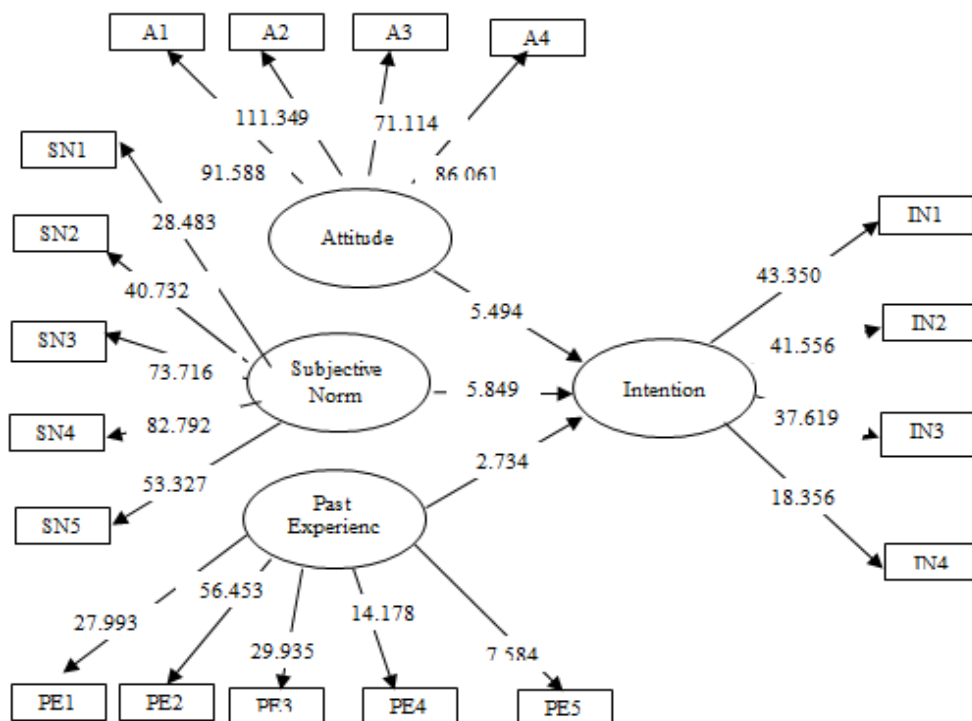 A1
A2
A3
A4
SN1
111.349
71.114
91.588
86.061
IN1
28.483
SN2
Attitude
43.350
40.732
5.494
IN2
SN3
41.556
73.716
Subjective
Norm
5.849
Intention
37.619
SN4
82.792
IN3
2.734
53.327
18.356
SN5
Past
Experienc
IN4
56.453
14.178
27.993
29.935
7.584
PE1
PE2
PE3
PE4
PE5